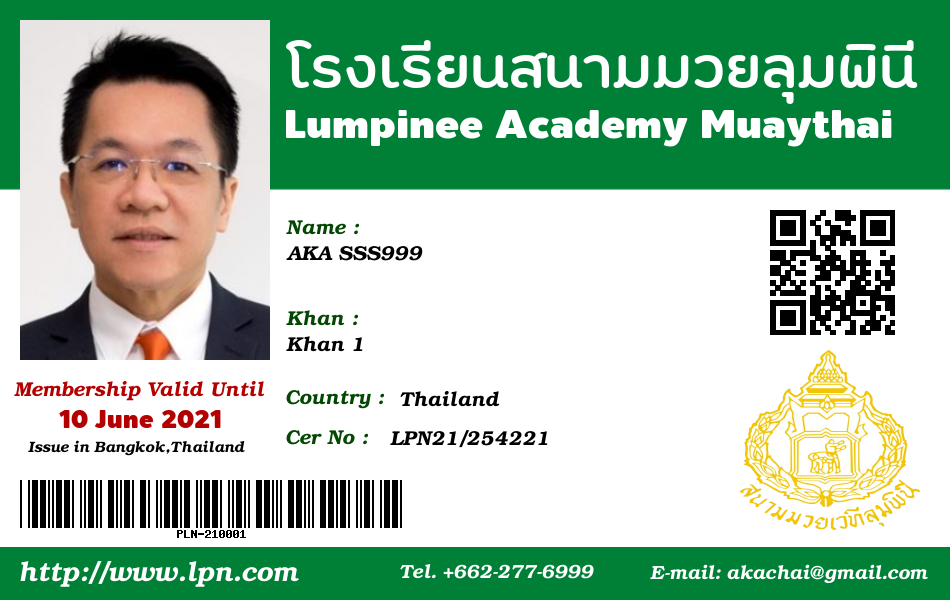 โรงเรียนสนามมวยลุมพินี
Lumpinee Academy Muaythai
Name :
AKA SSS999
Khan :
Khan 1
Membership Valid Until
10 June 2021
Issue in Bangkok,Thailand
Country : Thailand
Cer No : LPN21/254221
PLN-210001
สนามมวยเวทีลุมพินี
http://www.lpn.com
Tel. +662-277-6999
E-mail: akachai@gmail.com